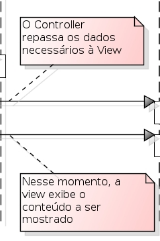 O Controller
repassa os dados
necessários à View
Nesse momento, a
view exibe o
conteúdo a ser
mostrado